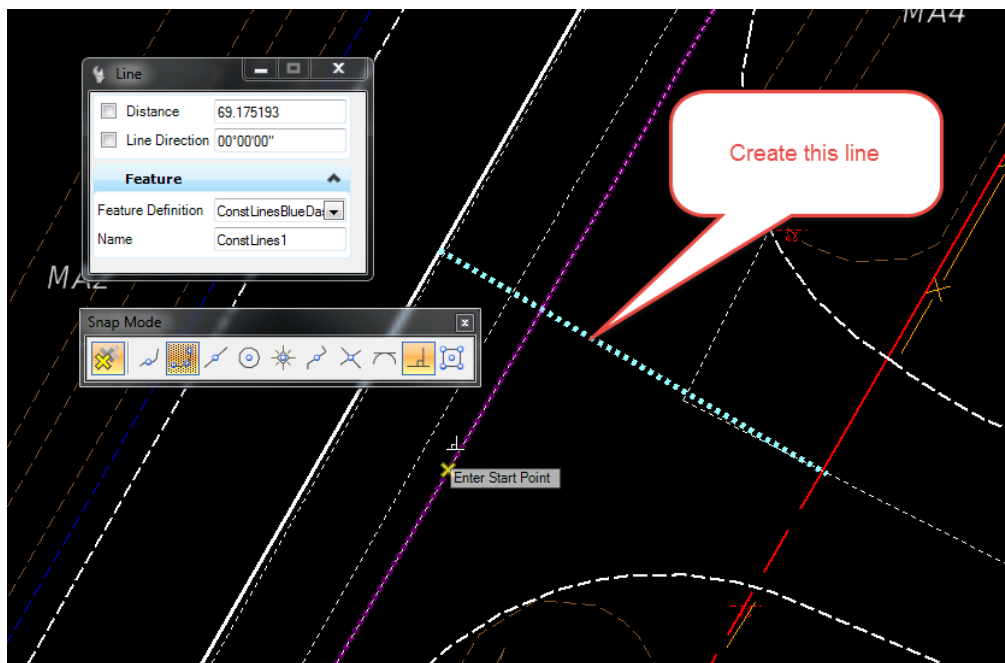 MA4
Line
Distance 69.175193
Line Direction 00°00'00"
Feature
Feature Definition ConstLinesBlueDas
Name ConstLines1
Create this line
MA2
Snap Mode
Enter Start Point